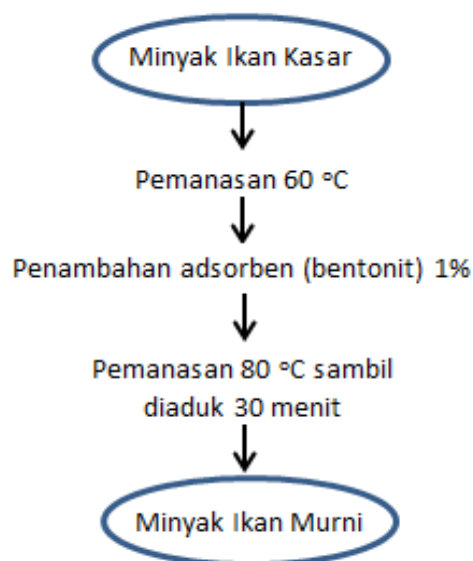 Minyak Ikan Kasar
Pemanasan 60 °C
Penambahan adsorben (bentonit) 1%
Pemanasan 80 °C sambil
diaduk 30 menit
Minyak Ikan Murni